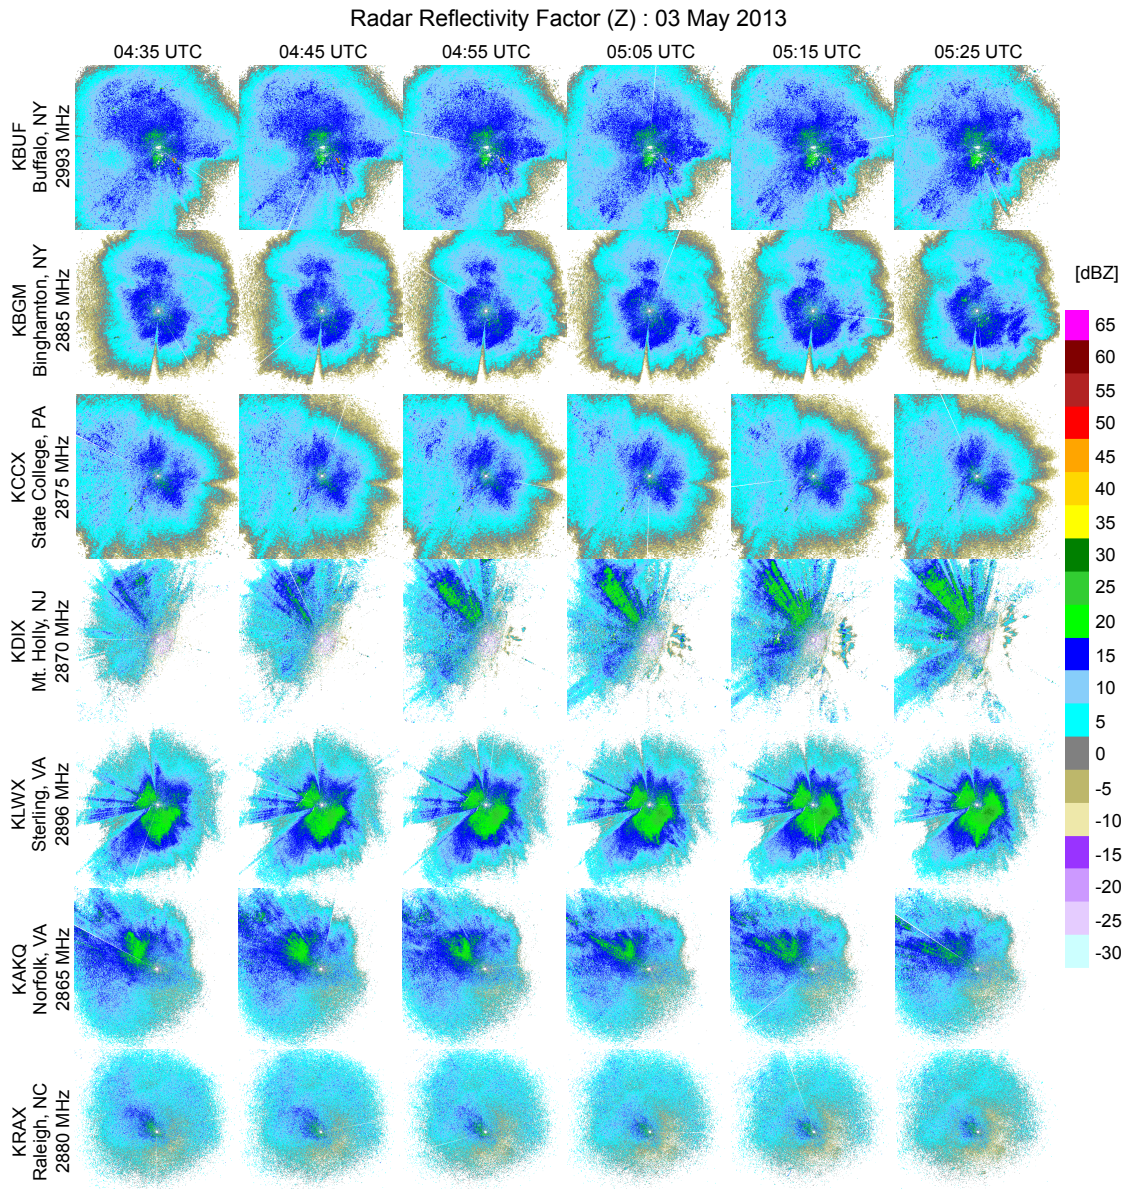 Radar Reflectivity Factor (Z) : 03 May 2013
04:35 UTC
04:45 UTC
04:55 UTC
05:05 UTC
05:15 UTC
05:25 UTC
KBUF
Buffalo, NY
2993 MHz
KBGM
Binghamton, NY
2885 MHz
KCCX
State College, PA
2875 MHz
KDIX
Mt. Holly, NJ
2870 MHz
KLWX
Sterling, VA
2896 MHz
KAKQ
Norfolk, VA
2865 MHz
KRAX
Raleigh, NC
2880 MHz
[dBZ]
65
60
55
50
45
40
35
30
25
20
15
10
5
0
-5
-10
-15
-20
-25
-30